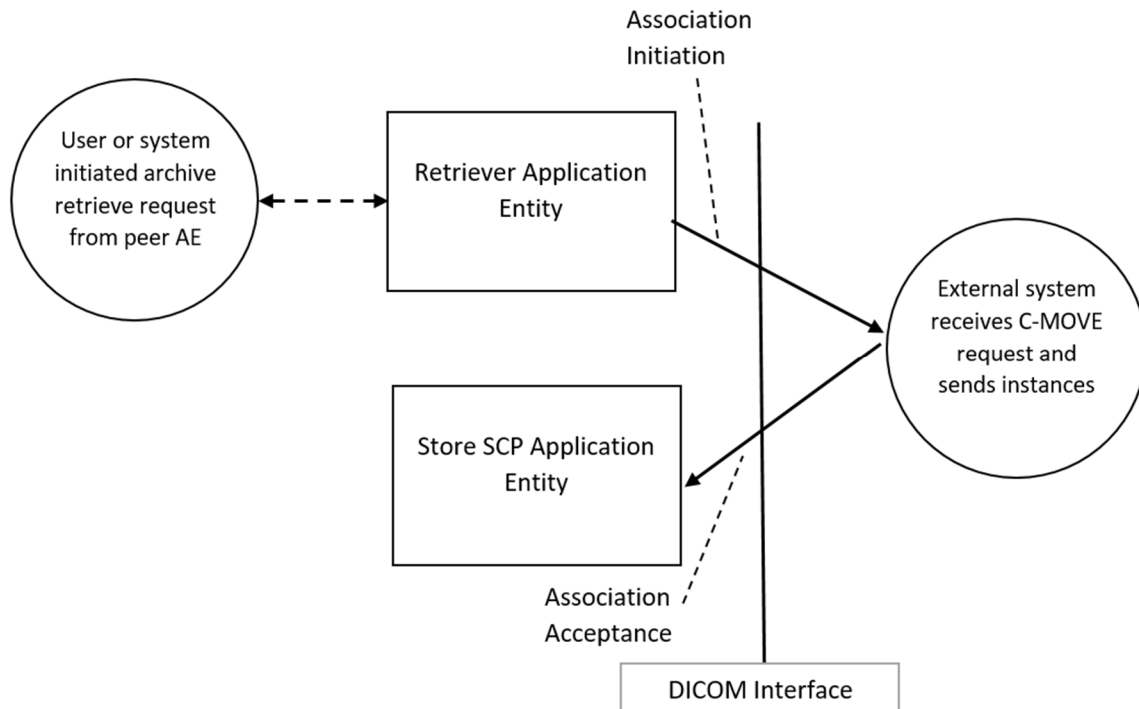 Association
Initiation
User or system
initiated archive
retrieve request
from peer AE
Retriever Application
Entity
External system
receives C-MOVE
request and
sends instances
Store SCP Application
Entity
Association
Acceptance
DICOM Interface